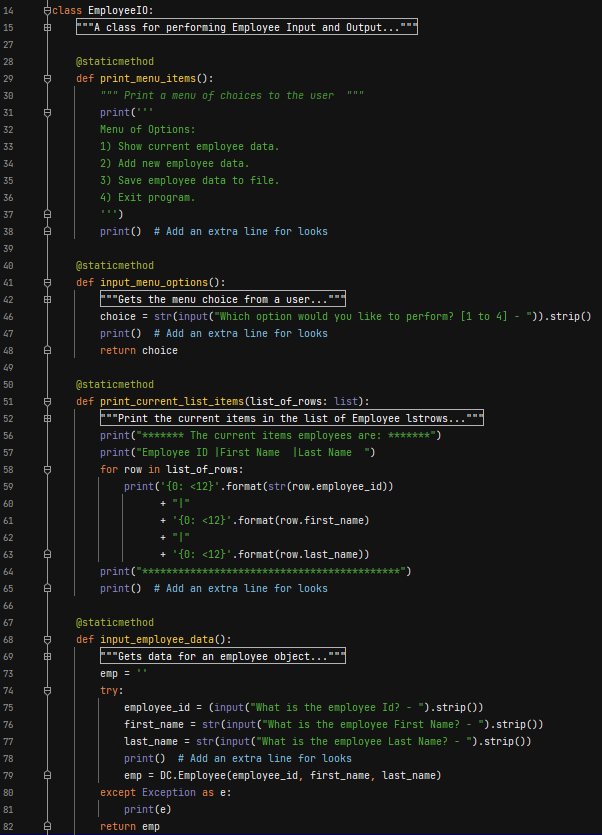 14 class EmployeeIO:
15 """A class for performing Employee Input and Output..."""
27
28 @staticmethod
29 def print_menu_items():
30 """ Print a menu of choices to the user  """
31 print('''
32 Menu of Options:
33 1) Show current employee data.
34 2) Add new employee data.
35 3) Save employee data to file.
36 4) Exit program.
37 ''')
38 print()  # Add an extra line for looks
39
40 @staticmethod
41 def input_menu_options():
42 """Gets the menu choice from a user..."""
46 choice = str(input("Which option would you like to perform? [1 to 4] - ")).strip()
47 print()  # Add an extra line for looks
48 return choice
49
50 @staticmethod
51 def print_current_list_items(list_of_rows: list):
52 """Print the current items in the list of Employee lstrows..."""
56 print("******* The current items employees are: *******")
57 print("Employee ID |First Name  |Last Name  ")
58 for row in list_of_rows:
59 print('{0: <12}'.format(str(row.employee_id))
60 + "|"
61 + '{0: <12}'.format(row.first_name)
62 + "|"
63 + '{0: <12}'.format(row.last_name))
64 print("*******************************************")
65 print()  # Add an extra line for looks
66
67 @staticmethod
68 def input_employee_data():
69 """Gets data for an employee object..."""
73 emp = ''
74 try:
75 employee_id = (input("What is the employee Id? - ").strip())
76 first_name = str(input("What is the employee First Name? - ").strip())
77 last_name = str(input("What is the employee Last Name? - ").strip())
78 print()  # Add an extra line for looks
79 emp = DC.Employee(employee_id, first_name, last_name)
80 except Exception as e:
81 print(e)
82 return emp